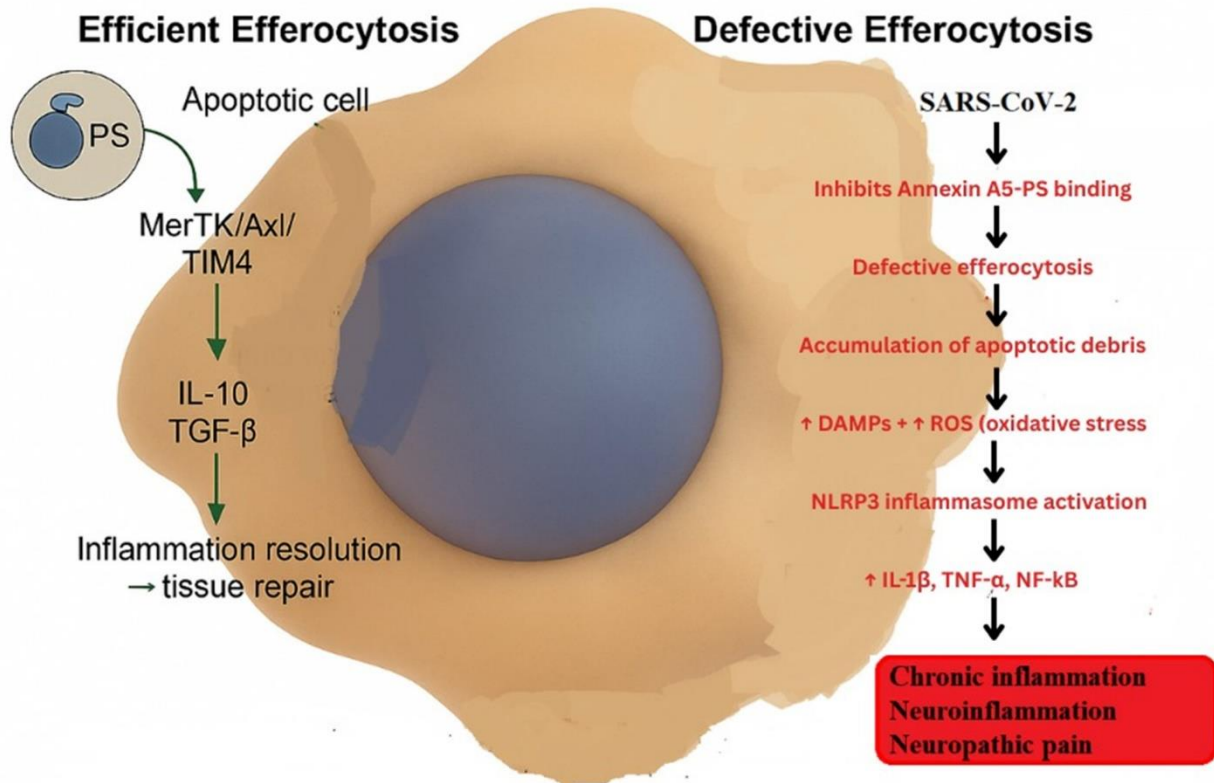 Efficient Efferocytosis
PS
Apoptotic cell
MerTK/Axl/
TIM4
IL-10
TGF-β
Inflammation resolution
→ tissue repair
Defective Efferocytosis
SARS-CoV-2
Inhibits Annexin A5-PS binding
Defective efferocytosis
Accumulation of apoptotic debris
↑ DAMPs + ↑ ROS (oxidative stress
NLRP3 inflammasome activation
↑ IL-1β, TNF-α, NF-kB
Chronic inflammation
Neuroinflammation
Neuropathic pain